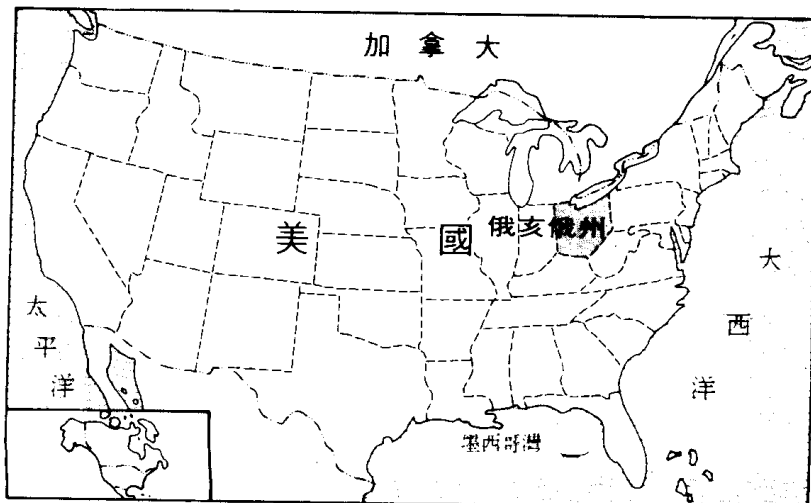 加拿大
美國
俄亥俄州
太平洋
大西洋
墨西哥灣